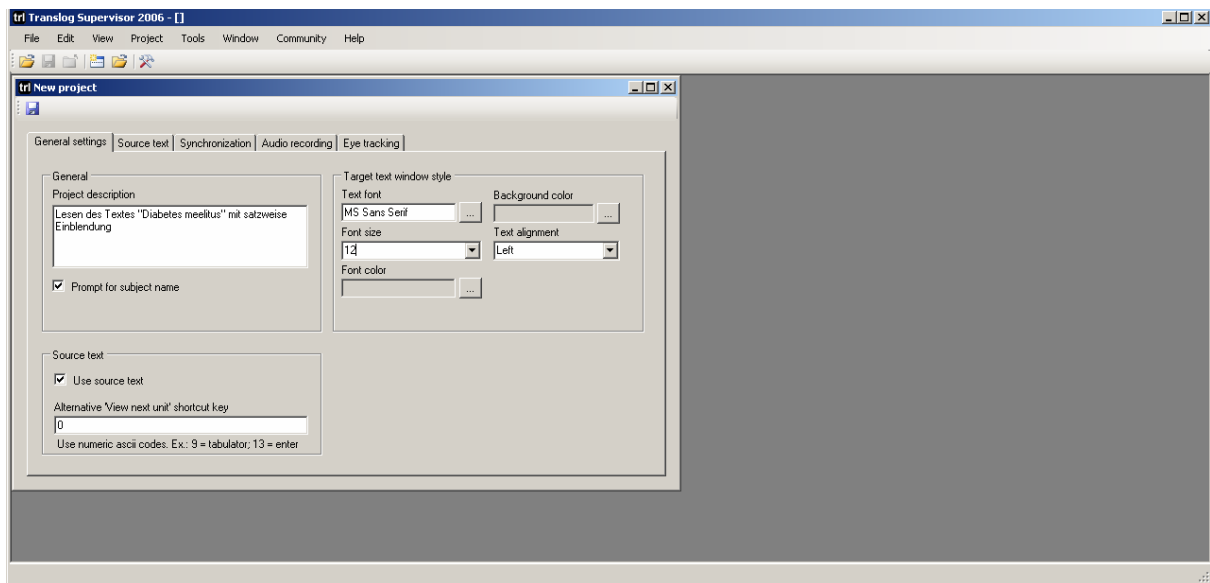 trl Translog Supervisor 2006 - []
File Edit View Project Tools Window Community Help
trl New project
General settings Source text Synchronization Audio recording Eye tracking
General
Project description
Lesen des Textes "Diabetes meelitus" mit satzweise
Einblendung
Prompt for subject name
Target text window style
Text font
MS Sans Serif ...
Background color
...
Font size
12
Text alignment
Left
Font color
...
Source text
Use source text
Alternative 'View next unit' shortcut key
0
Use numeric ascii codes. Ex.: 9 = tabulator; 13 = enter